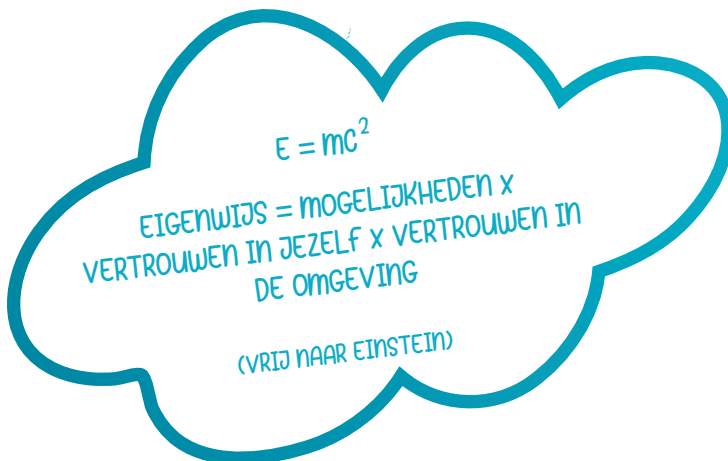 E = mc²
EIGENWIJS = MOGELIJKHEDEN X
VERTROUWEN IN JEZELF X VERTROUWEN IN
DE OMGEVING
(VRIJ NAAR EINSTEIN)